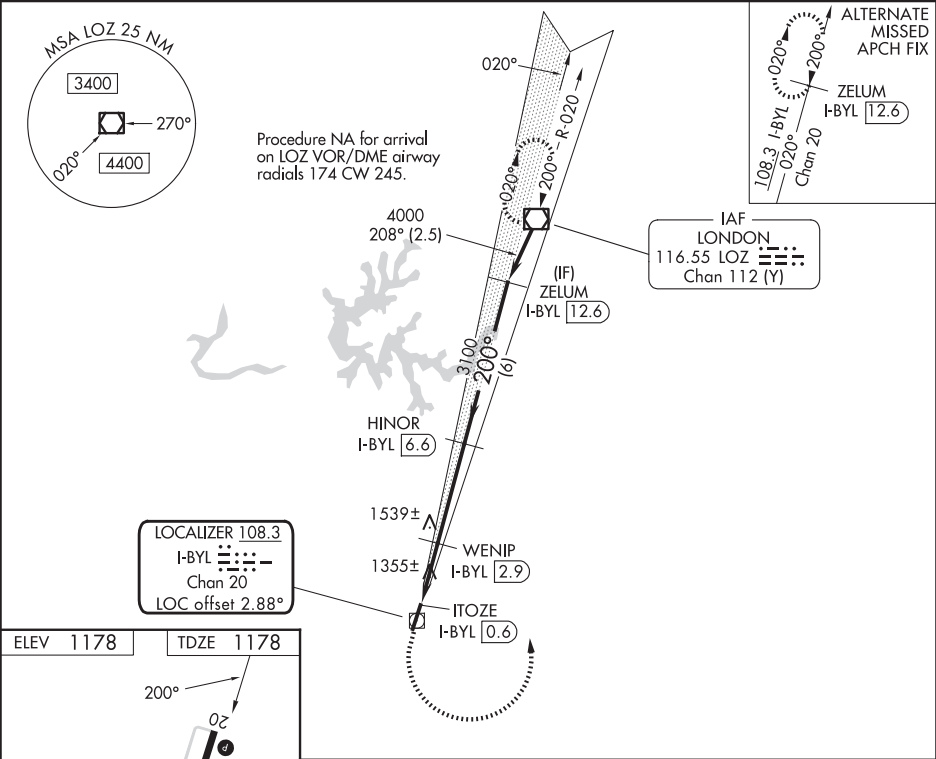 MSA LOZ 25 NM
3400
270°
020°
4400
Procedure NA for arrival
on LOZ VOR/DME airway
radials 174 CW 245.
020°
R-020
020°
200°
4000
208° (2.5)
IAF
LONDON
116.55 LOZ
Chan 112 (Y)
(IF)
ZELUM
I-BYL 12.6
3100
200°
(6)
HINOR
I-BYL 6.6
1539±
WENIP
I-BYL 2.9
1355±
ITOZE
I-BYL 0.6
LOCALIZER 108.3
I-BYL
Chan 20
LOC offset 2.88°
ALTERNATE
MISSED
APCH FIX
020°
200°
ZELUM
I-BYL 12.6
108.3 I-BYL
020°
Chan 20
ELEV 1178
TDZE 1178
200°
20
P